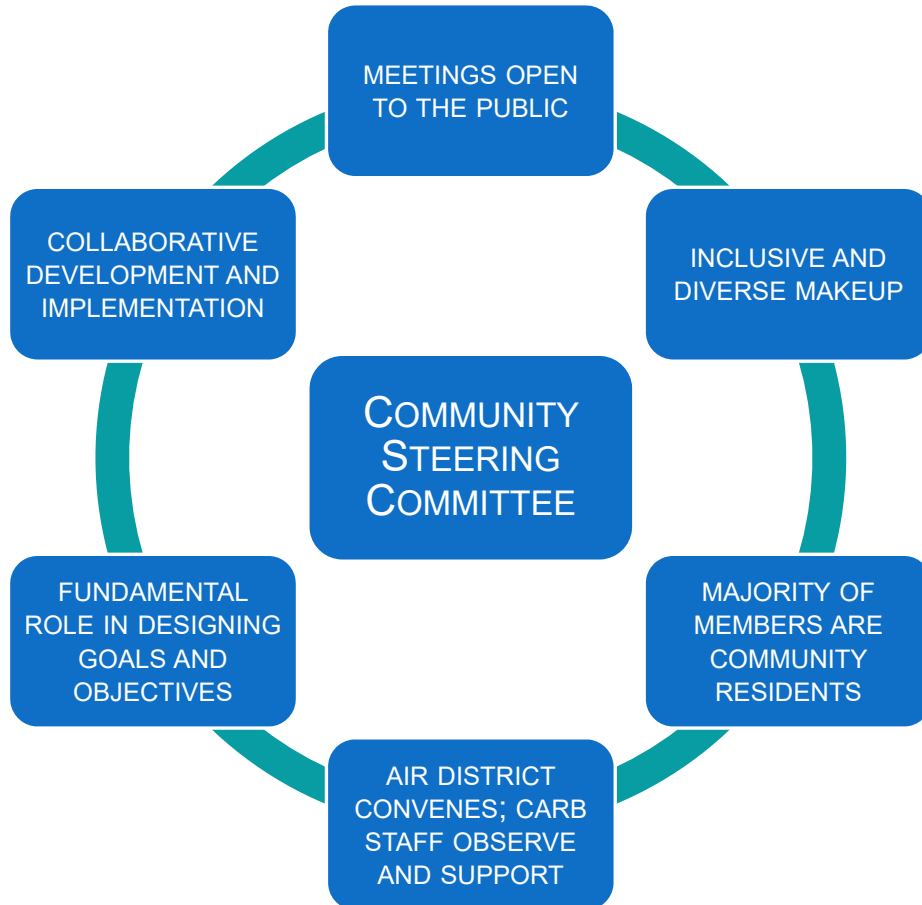 MEETINGS OPEN
TO THE PUBLIC
INCLUSIVE AND
DIVERSE MAKEUP
MAJORITY OF
MEMBERS ARE
COMMUNITY
RESIDENTS
AIR DISTRICT
CONVENES; CARB
STAFF OBSERVE
AND SUPPORT
FUNDAMENTAL
ROLE IN DESIGNING
GOALS AND
OBJECTIVES
COLLABORATIVE
DEVELOPMENT AND
IMPLEMENTATION
COMMUNITY
STEERING
COMMITTEE